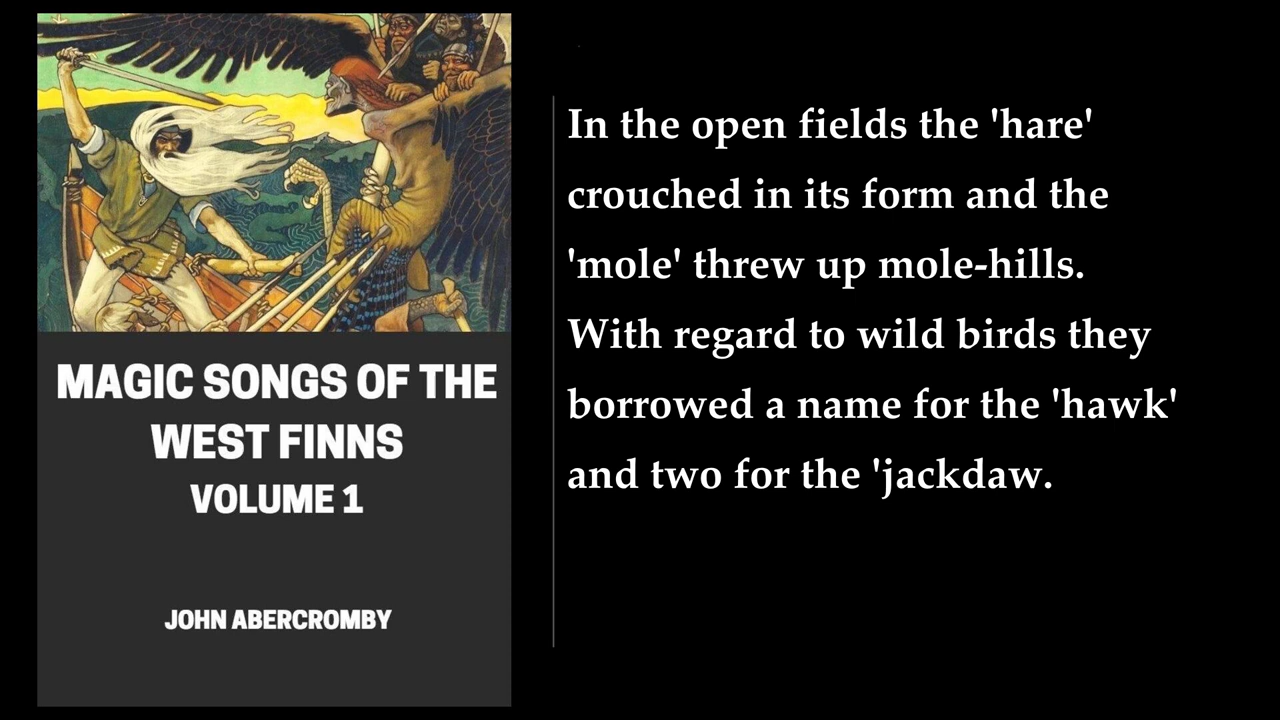 MAGIC SONGS OF THE
WEST FINNS
VOLUME 1
JOHN ABERCROMBY
In the open fields the 'hare'
crouched in its form and the
'mole' threw up mole-hills.
With regard to wild birds they
borrowed a name for the 'hawk'
and two for the 'jackdaw.